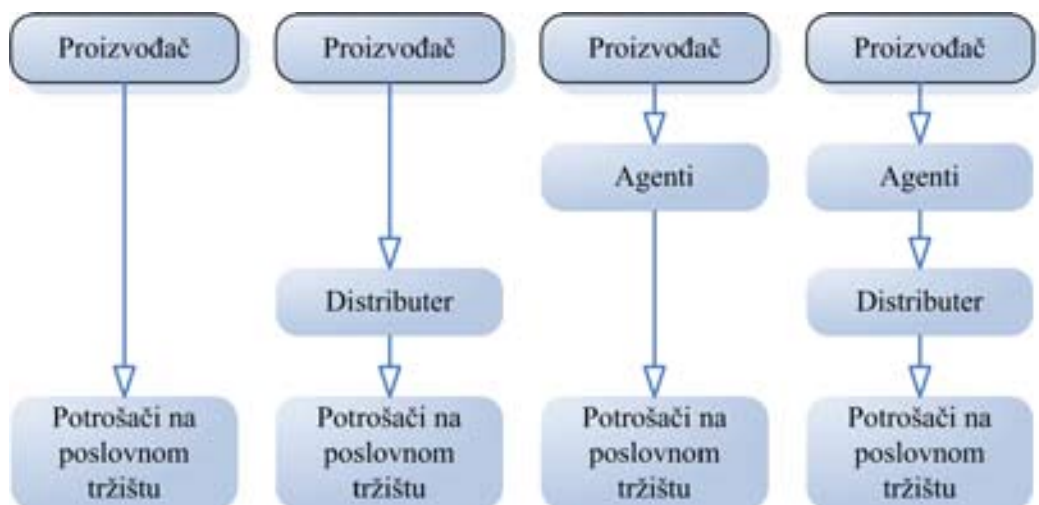 Proizvođač
Proizvođač
Proizvođač
Proizvođač
Agenti
Agenti
Distributer
Distributer
Potrošači na
poslovnom
tržištu
Potrošači na
poslovnom
tržištu
Potrošači na
poslovnom
tržištu
Potrošači na
poslovnom
tržištu